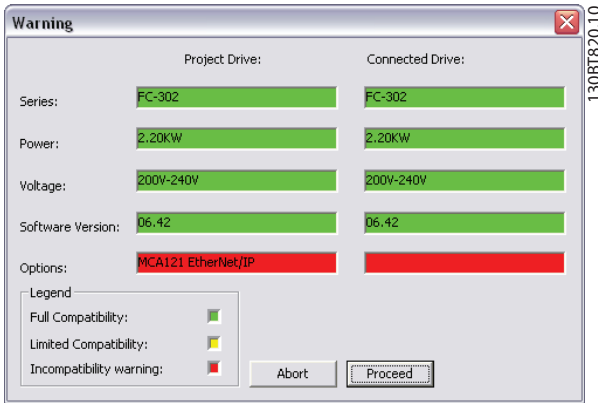 Warning
Project Drive: Connected Drive:
Series: FC-302 FC-302
Power: 2.20KW 2.20KW
Voltage: 200V-240V 200V-240V
Software Version: 06.42 06.42
Options: MCA121 EtherNet/IP
Legend
Full Compatibility:
Limited Compatibility:
Incompatibility warning:
Abort Proceed
130BT820.10